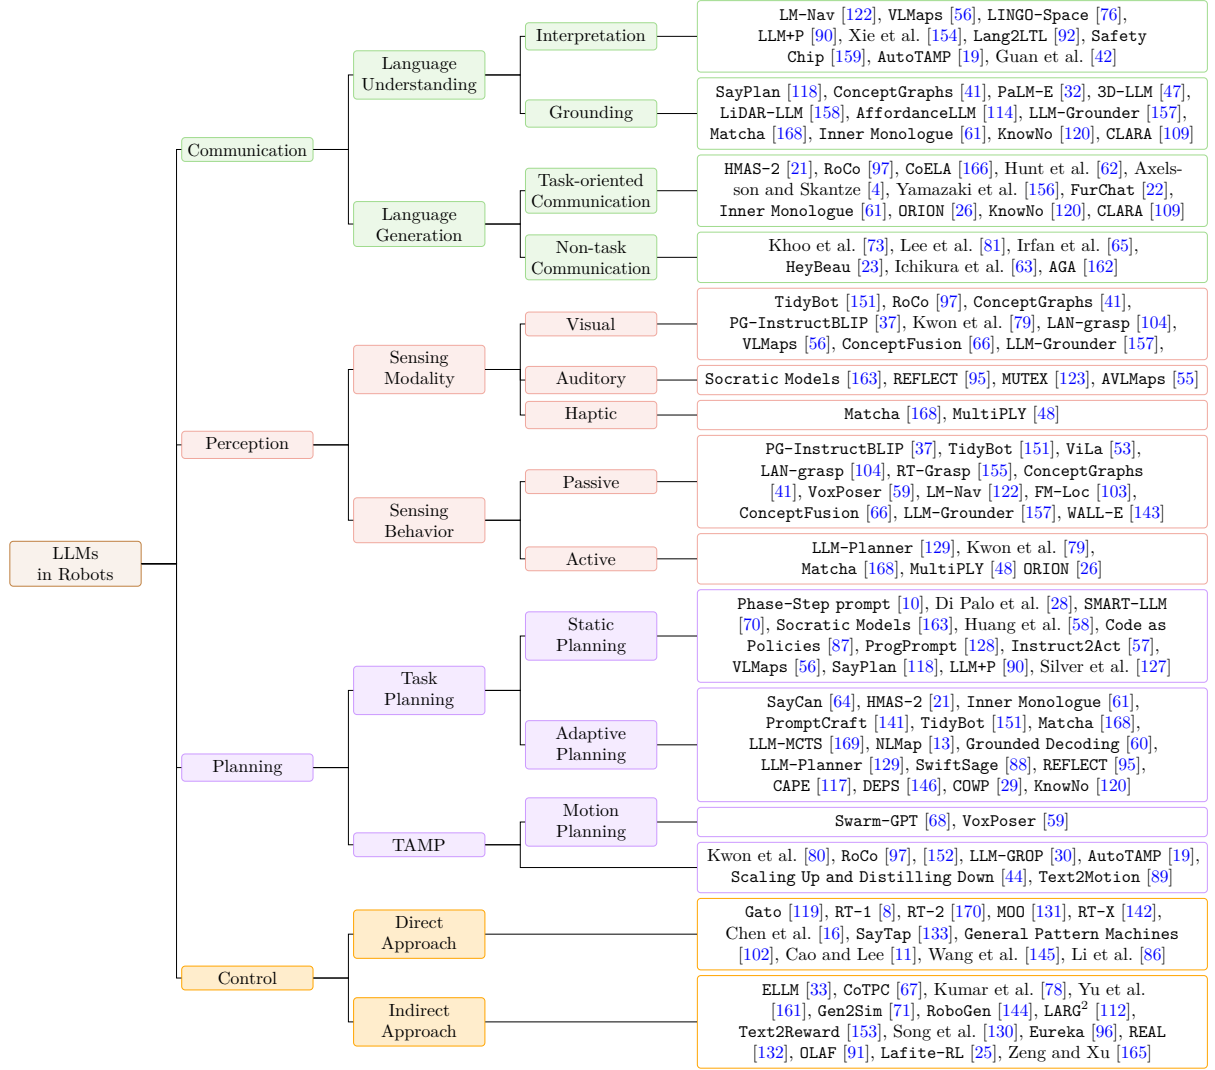 LLMs
in Robots
Communication
Language
Understanding
Interpretation
LM-Nav [122], VLMaps [56], LINGO-Space [76],
LLM+P [90], Xie et al. [154], Lang2LTL [92], Safety
Chip [159], AutoTAMP [19], Guan et al. [42]
Grounding
SayPlan [118], ConceptGraphs [41], PaLM-E [32], 3D-LLM [47],
LiDAR-LLM [158], AffordanceLLM [114], LLM-Grounder [157],
Matcha [168], Inner Monologue [61], KnowNo [120], CLARA [109]
Language
Generation
Task-oriented
Communication
HMAS-2 [21], RoCo [97], CoELA [166], Hunt et al. [62], Axels-
son and Skantze [4], Yamazaki et al. [156], FurChat [22],
Inner Monologue [61], ORION [26], KnowNo [120], CLARA [109]
Non-task
Communication
Khoo et al. [73], Lee et al. [81], Irfan et al. [65],
HeyBeau [23], Ichikura et al. [63], AGA [162]
Perception
Sensing
Modality
Visual
TidyBot [151], RoCo [97], ConceptGraphs [41],
PG-InstructBLIP [37], Kwon et al. [79], LAN-grasp [104],
VLMaps [56], ConceptFusion [66], LLM-Grounder [157],
Auditory
Socratic Models [163], REFLECT [95], MUTEX [123], AVLMaps [55]
Haptic
Matcha [168], MultiPLY [48]
Sensing
Behavior
Passive
PG-InstructBLIP [37], TidyBot [151], ViLa [53],
LAN-grasp [104], RT-Grasp [155], ConceptGraphs
[41], VoxPoser [59], LM-Nav [122], FM-Loc [103],
ConceptFusion [66], LLM-Grounder [157], WALL-E [143]
Active
LLM-Planner [129], Kwon et al. [79],
Matcha [168], MultiPLY [48] ORION [26]
Planning
Task
Planning
Static
Planning
Phase-Step prompt [10], Di Palo et al. [28], SMART-LLM
[70], Socratic Models [163], Huang et al. [58], Code as
Policies [87], ProgPrompt [128], Instruct2Act [57],
VLMaps [56], SayPlan [118], LLM+P [90], Silver et al. [127]
Adaptive
Planning
SayCan [64], HMAS-2 [21], Inner Monologue [61],
PromptCraft [141], TidyBot [151], Matcha [168],
LLM-MCTS [169], NLMap [13], Grounded Decoding [60],
LLM-Planner [129], SwiftSage [88], REFLECT [95],
CAPE [117], DEPS [146], COWP [29], KnowNo [120]
TAMP
Motion
Planning
Swarm-GPT [68], VoxPoser [59]
Kwon et al. [80], RoCo [97], [152], LLM-GROP [30], AutoTAMP [19],
Scaling Up and Distilling Down [44], Text2Motion [89]
Control
Direct
Approach
Gato [119], RT-1 [8], RT-2 [170], MOO [131], RT-X [142],
Chen et al. [16], SayTap [133], General Pattern Machines
[102], Cao and Lee [11], Wang et al. [145], Li et al. [86]
Indirect
Approach
ELLM [33], CoTPC [67], Kumar et al. [78], Yu et al.
[161], Gen2Sim [71], RoboGen [144], LARG² [112],
Text2Reward [153], Song et al. [130], Eureka [96], REAL
[132], OLAF [91], Lafite-RL [25], Zeng and Xu [165]